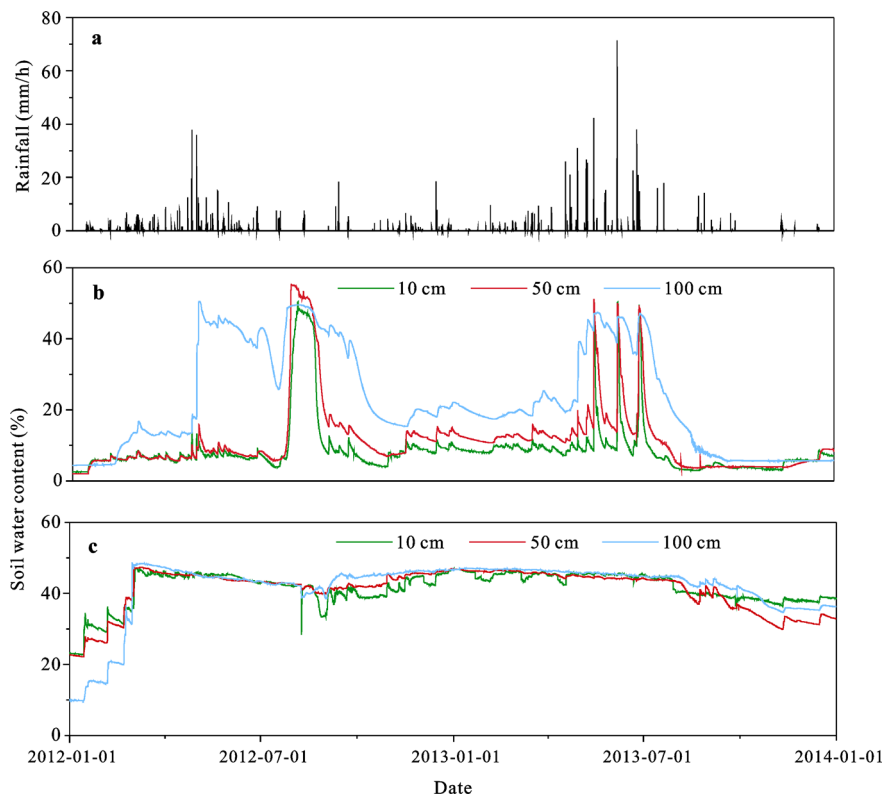 80
a
60
40
20
0
Rainfall (mm/h)
60
b
10 cm
50 cm
100 cm
40
20
0
Soil water content (%)
60
c
10 cm
50 cm
100 cm
40
20
0
2012-01-01
2012-07-01
2013-01-01
2013-07-01
2014-01-01
Date